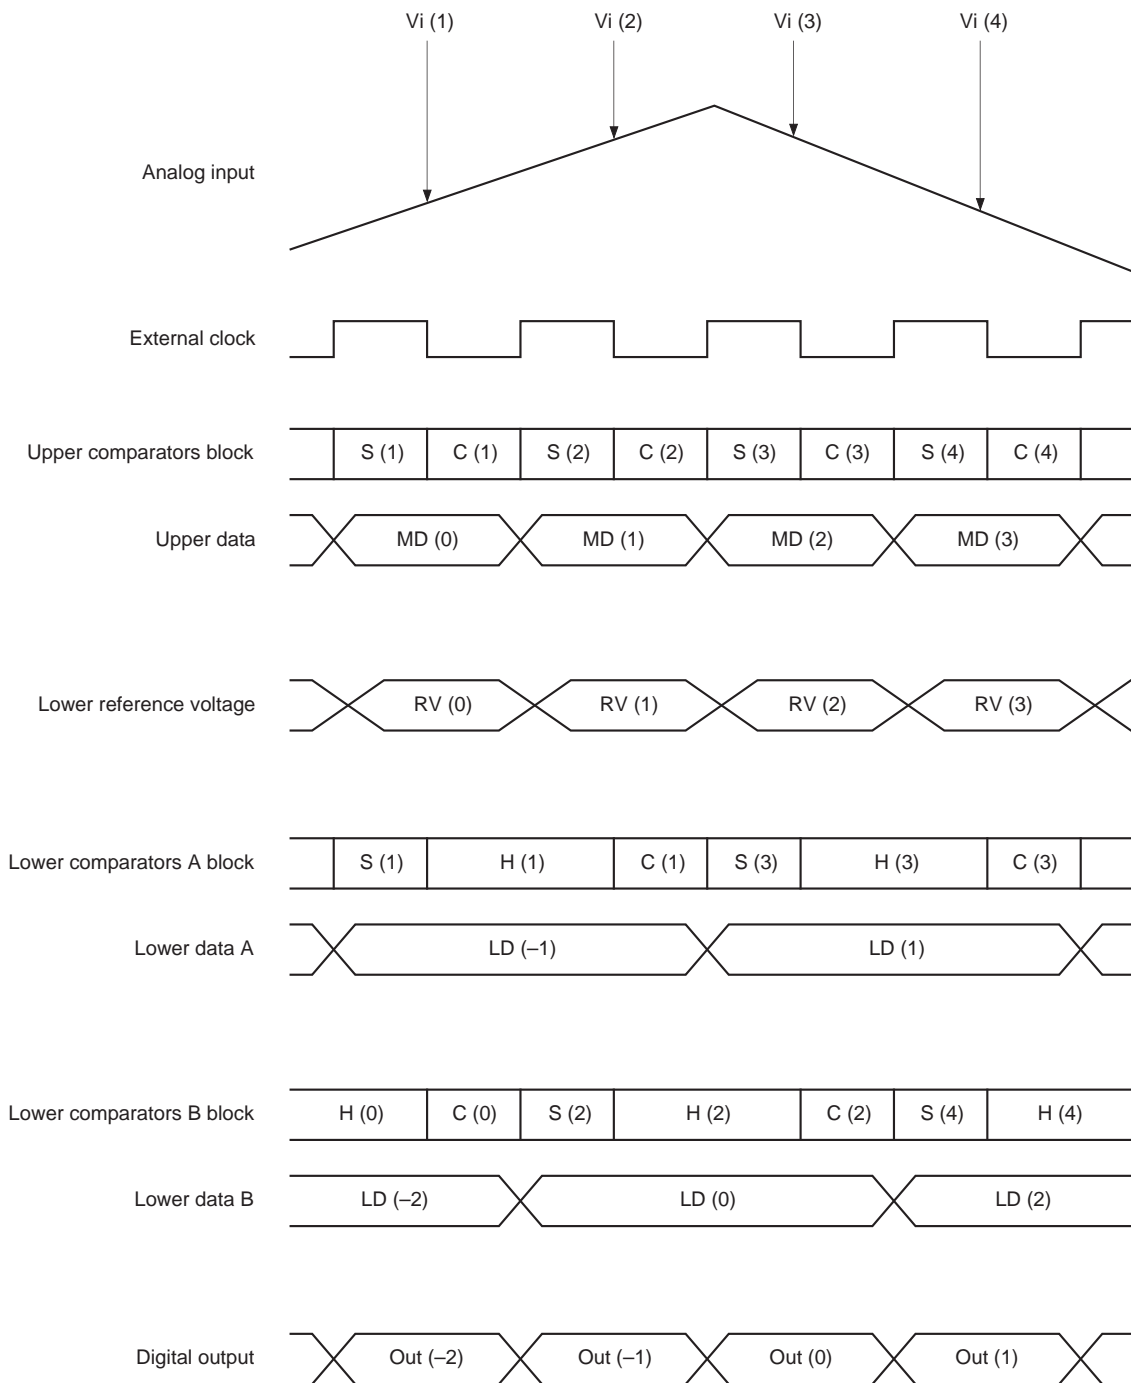 Vi (1) Vi (2) Vi (3) Vi (4)
Analog input
External clock
Upper comparators block S (1) C (1) S (2) C (2) S (3) C (3) S (4) C (4)
Upper data MD (0) MD (1) MD (2) MD (3)
Lower reference voltage RV (0) RV (1) RV (2) RV (3)
Lower comparators A block S (1) H (1) C (1) S (3) H (3) C (3)
Lower data A LD (–1) LD (1)
Lower comparators B block H (0) C (0) S (2) H (2) C (2) S (4) H (4)
Lower data B LD (–2) LD (0) LD (2)
Digital output Out (–2) Out (–1) Out (0) Out (1)